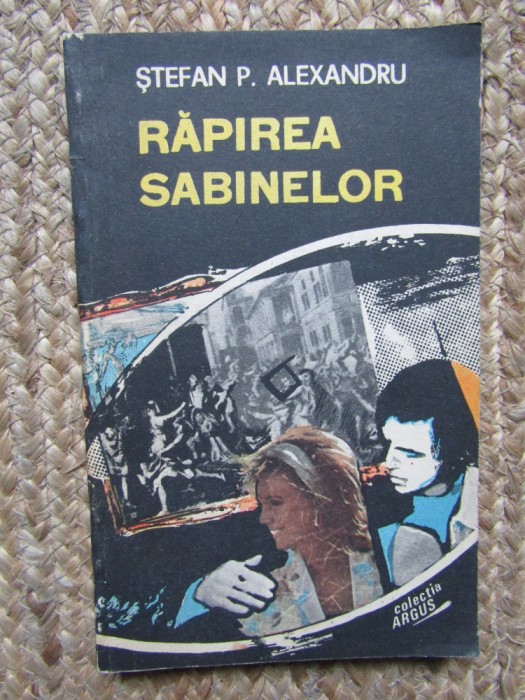 ŞTEFAN P. ALEXANDRU
RĂPIREA
SABINELOR
colecţia
ARGUS